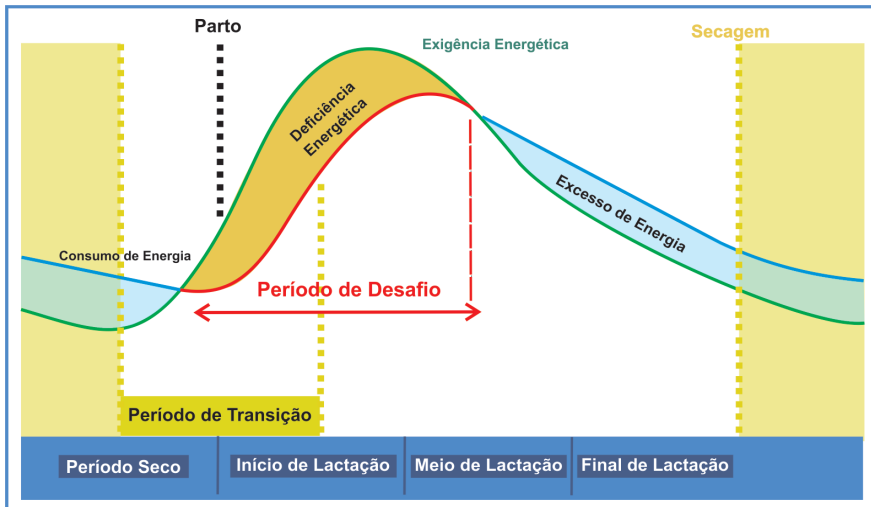 Parto
Secagem
Exigência Energética
Deficiência
Energética
Consumo de Energia
Excesso de Energia
Período de Desafio
Período de Transição
Período Seco
Início de Lactação
Meio de Lactação
Final de Lactação